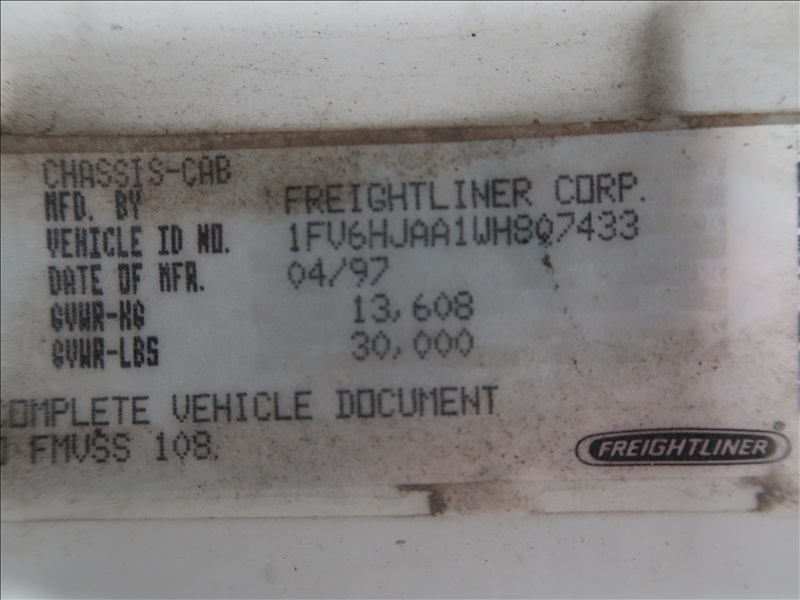 CHASSIS-CAB
MFD. BY FREIGHTLINER CORP.
VEHICLE ID NO. 1FV6HJAA1WH807433
DATE OF MFR. 04/97
GVWR-KG 13,608
GVWR-LBS 30,000
COMPLETE VEHICLE DOCUMENT
FMVSS 108.
FREIGHTLINER®